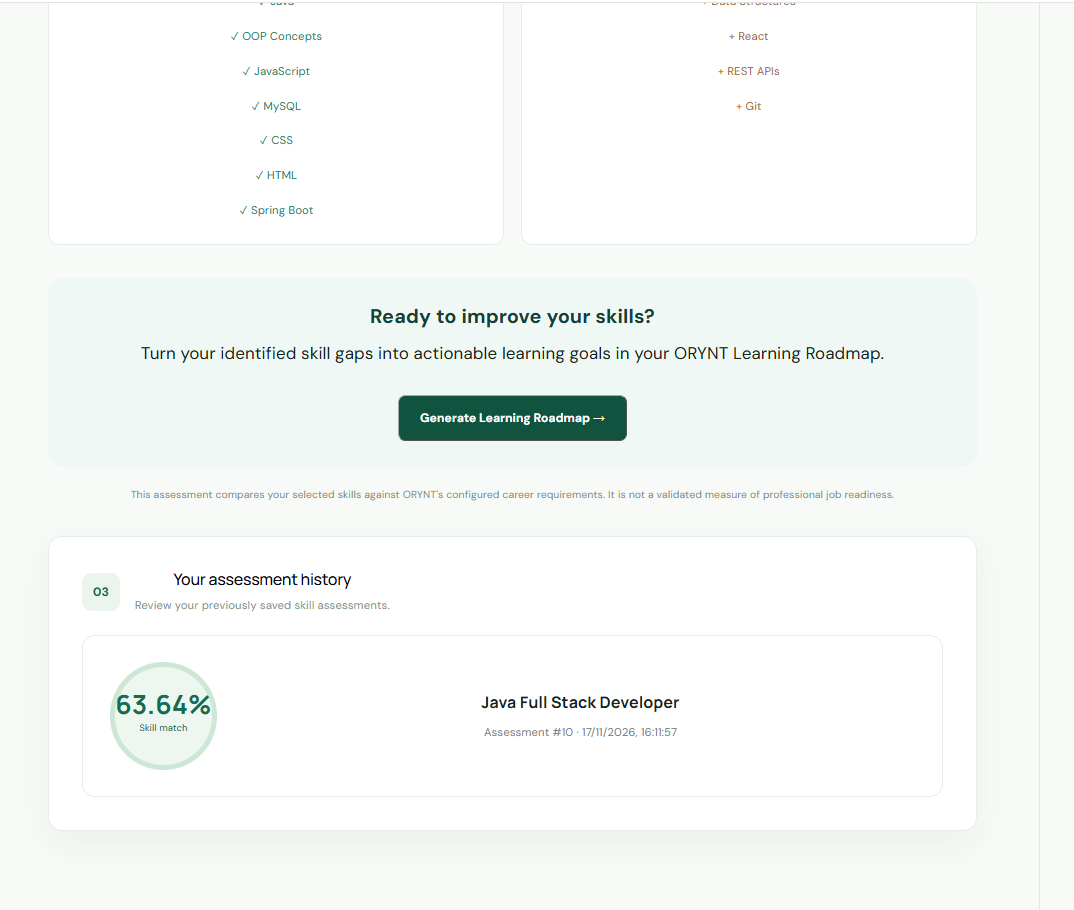 ✓ Java
+ Data Structures
✓ OOP Concepts
✓ JavaScript
✓ MySQL
✓ CSS
✓ HTML
✓ Spring Boot
+ React
+ REST APIs
+ Git
Ready to improve your skills?
Turn your identified skill gaps into actionable learning goals in your ORYNT Learning Roadmap.
Generate Learning Roadmap →
This assessment compares your selected skills against ORYNT's configured career requirements. It is not a validated measure of professional job readiness.
03
Your assessment history
Review your previously saved skill assessments.
63.64%
Skill match
Java Full Stack Developer
Assessment #10 · 17/11/2026, 16:11:57